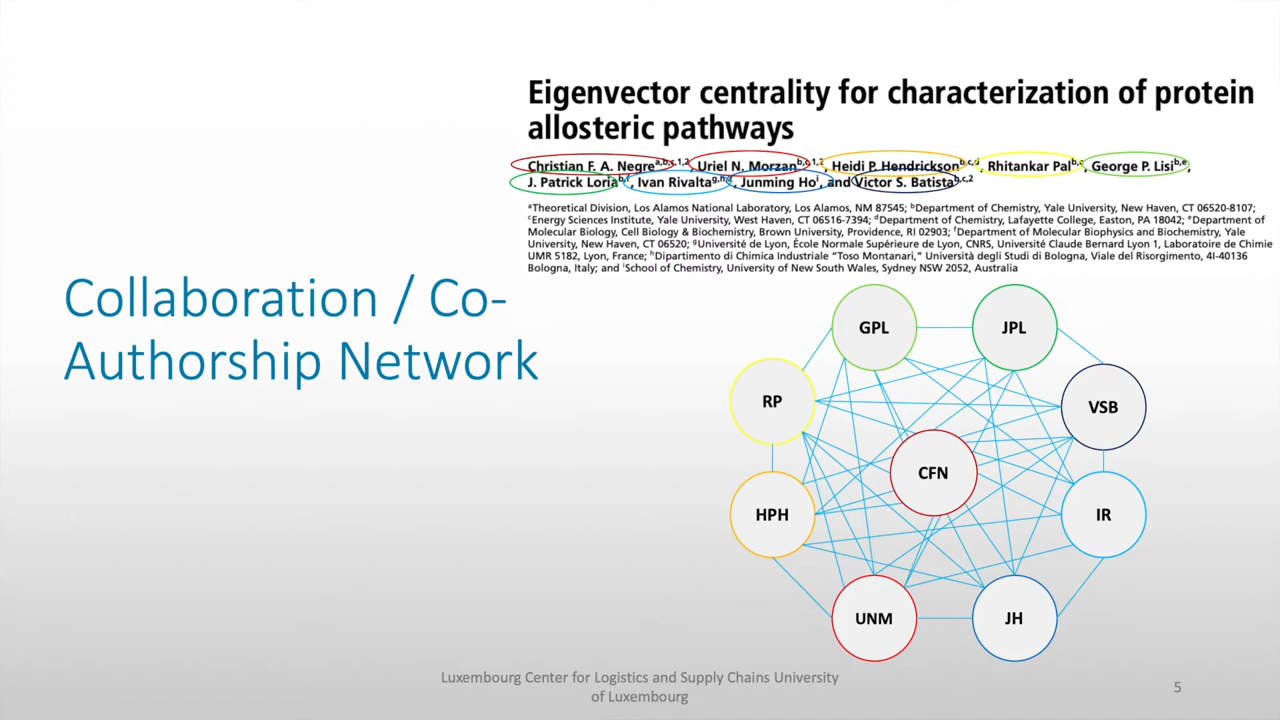 Eigenvector centrality for characterization of protein
allosteric pathways
Christian F. A. Negre^a,b,c,1,2, Uriel N. Morzan^b,c,1,2, Heidi P. Hendrickson^b,c,d, Rhitankar Pal^b,c, George P. Lisi^b,e,
J. Patrick Loria^b,f, Ivan Rivalta^g,h,2, Junming Ho^i, and Victor S. Batista^b,c,2
^aTheoretical Division, Los Alamos National Laboratory, Los Alamos, NM 87545; ^bDepartment of Chemistry, Yale University, New Haven, CT 06520-8107;
^cEnergy Sciences Institute, Yale University, West Haven, CT 06516-7394; ^dDepartment of Chemistry, Lafayette College, Easton, PA 18042; ^eDepartment of
Molecular Biology, Cell Biology & Biochemistry, Brown University, Providence, RI 02903; ^fDepartment of Molecular Biophysics and Biochemistry, Yale
University, New Haven, CT 06520; ^gUniversité de Lyon, École Normale Supérieure de Lyon, CNRS, Université Claude Bernard Lyon 1, Laboratoire de Chimie
UMR 5182, Lyon, France; ^hDipartimento di Chimica Industriale “Toso Montanari,” Università degli Studi di Bologna, Viale del Risorgimento, 4I-40136
Bologna, Italy; and ^iSchool of Chemistry, University of New South Wales, Sydney NSW 2052, Australia
Collaboration / Co-
Authorship Network
GPL
JPL
RP
VSB
CFN
HPH
IR
UNM
JH
Luxembourg Center for Logistics and Supply Chains University
of Luxembourg
5